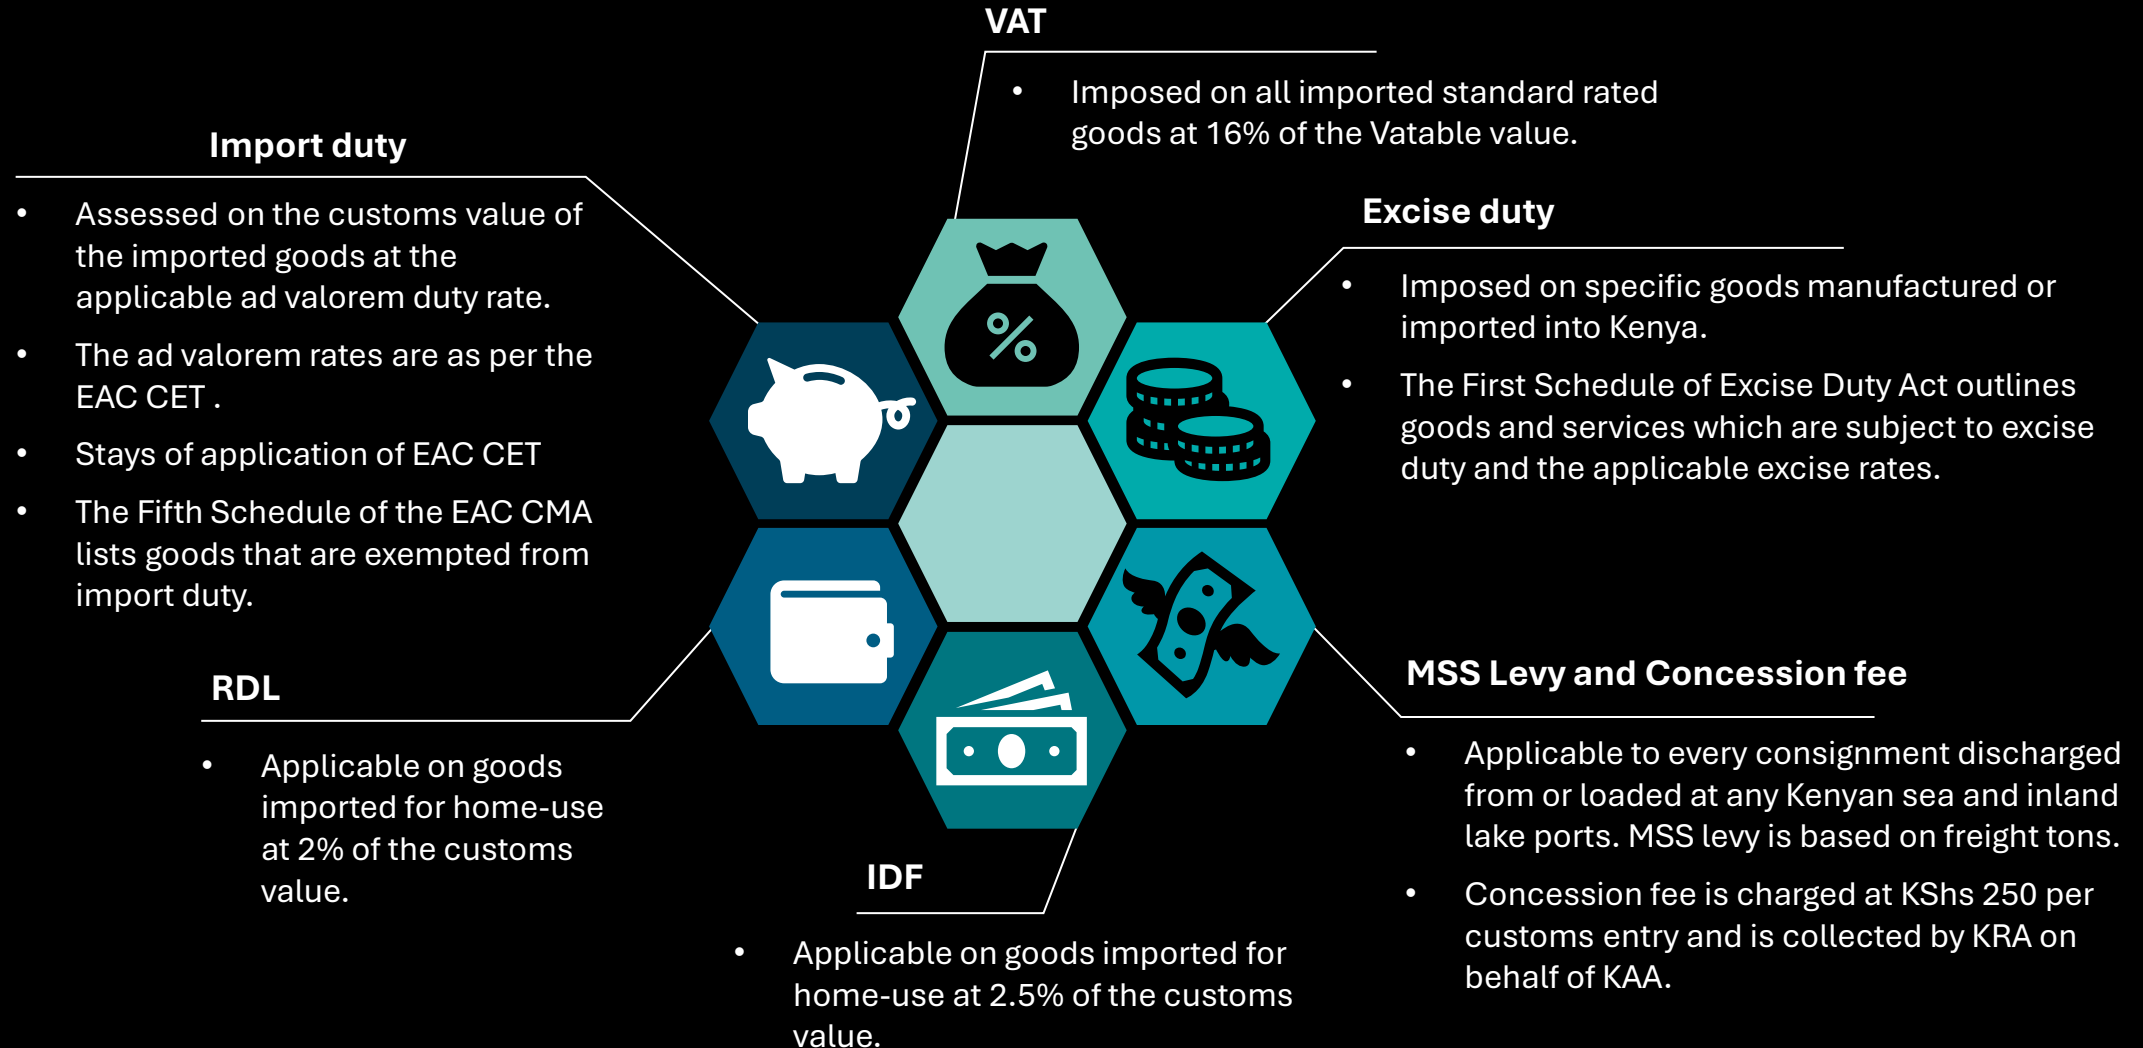 VAT
• Imposed on all imported standard rated
goods at 16% of the Vatable value.
Import duty
• Assessed on the customs value of
the imported goods at the
applicable ad valorem duty rate.
• The ad valorem rates are as per the
EAC CET .
• Stays of application of EAC CET
• The Fifth Schedule of the EAC CMA
lists goods that are exempted from
import duty.
Excise duty
• Imposed on specific goods manufactured or
imported into Kenya.
• The First Schedule of Excise Duty Act outlines
goods and services which are subject to excise
duty and the applicable excise rates.
%
RDL
• Applicable on goods
imported for home-use
at 2% of the customs
value.
IDF
• Applicable on goods imported for
home-use at 2.5% of the customs
value.
MSS Levy and Concession fee
• Applicable to every consignment discharged
from or loaded at any Kenyan sea and inland
lake ports. MSS levy is based on freight tons.
• Concession fee is charged at KShs 250 per
customs entry and is collected by KRA on
behalf of KAA.